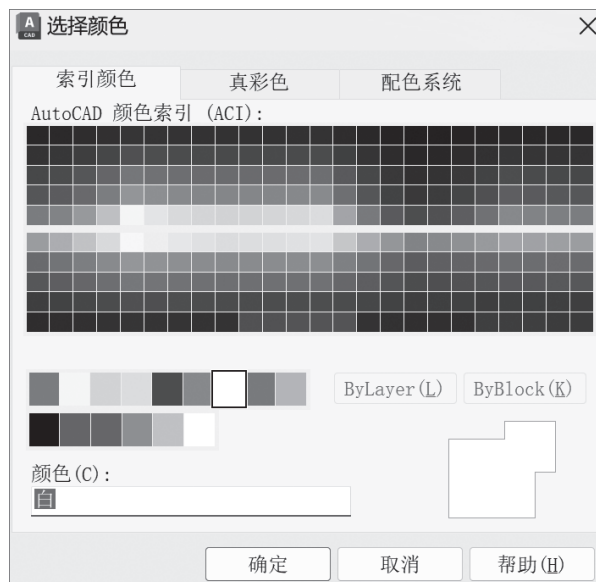 A
CAD
选择颜色
索引颜色 真彩色 配色系统
AutoCAD 颜色索引 (ACI):
ByLayer(L) ByBlock(K)
颜色(C):
白
确定 取消 帮助(H)